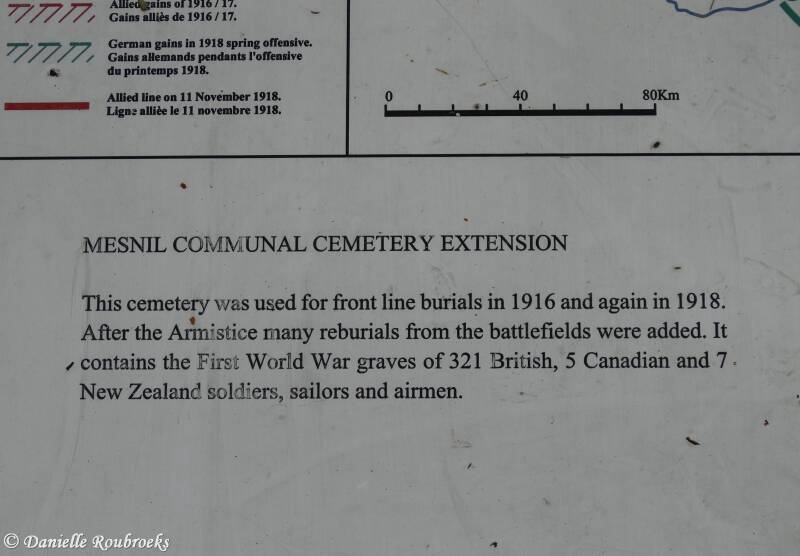 Allied gains of 1916 / 17.
Gains alliès de 1916 / 17.
German gains in 1918 spring offensive.
Gains allemands pendants l'offensive
du printemps 1918.
Allied line on 11 November 1918.
Ligne allièe le 11 novembre 1918.
0 40 80Km
MESNIL COMMUNAL CEMETERY EXTENSION
This cemetery was used for front line burials in 1916 and again in 1918.
After the Armistice many reburials from the battlefields were added. It
contains the First World War graves of 321 British, 5 Canadian and 7
New Zealand soldiers, sailors and airmen.
© Danielle Roubroeks